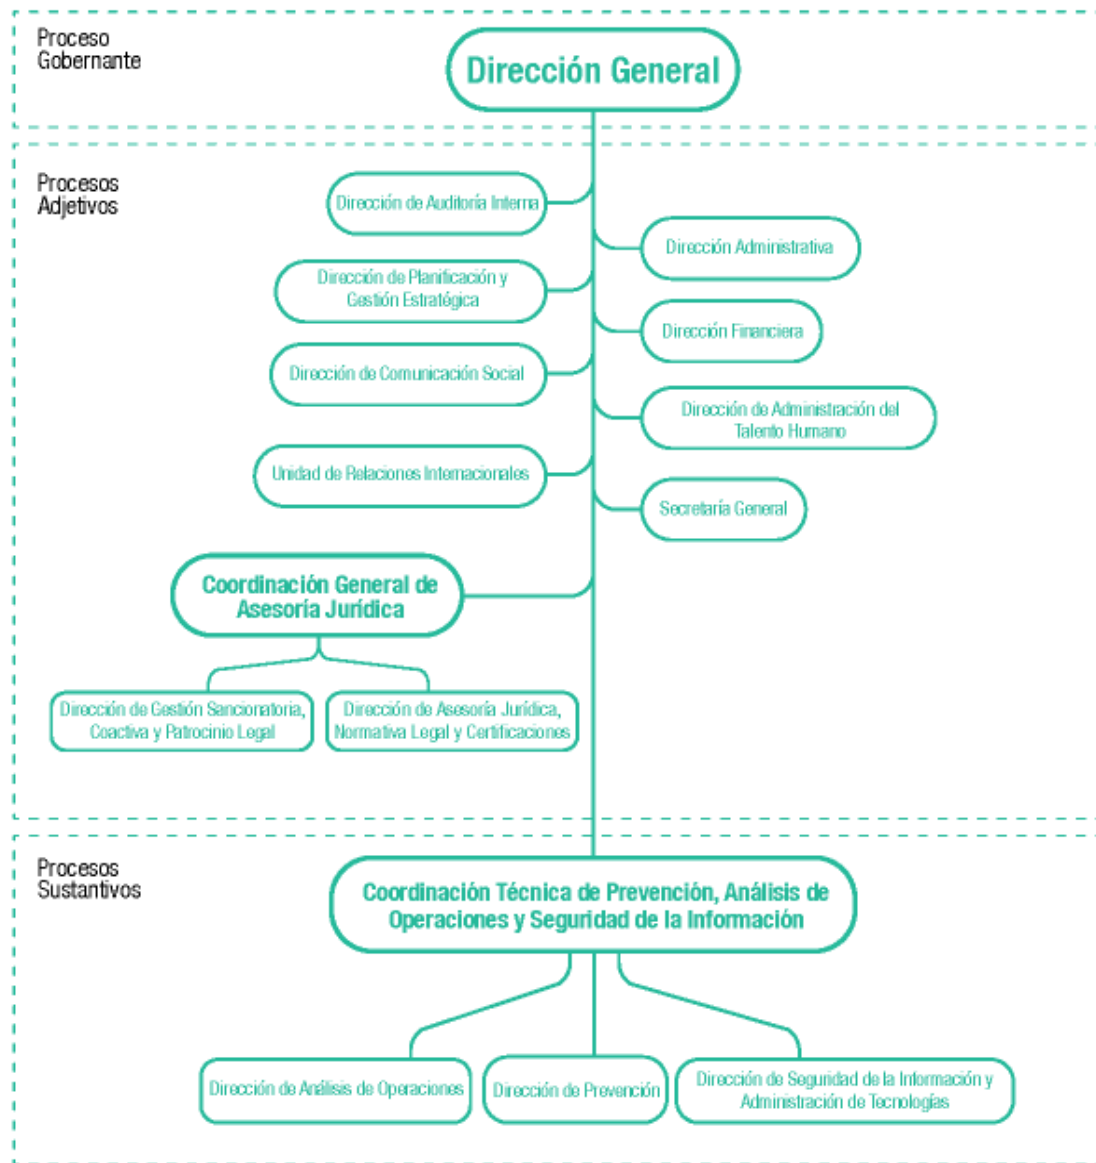 Proceso
Gobernante
Dirección General
Procesos
Adjetivos
Dirección de Auditoría Interna
Dirección Administrativa
Dirección de Planificación y
Gestión Estratégica
Dirección Financiera
Dirección de Comunicación Social
Dirección de Administración del
Talento Humano
Unidad de Relaciones Internacionales
Secretaría General
Coordinación General de
Asesoría Jurídica
Dirección de Gestión Sancionatoria,
Coactiva y Patrocinio Legal
Dirección de Asesoría Jurídica,
Normativa Legal y Certificaciones
Procesos
Sustantivos
Coordinación Técnica de Prevención, Análisis de
Operaciones y Seguridad de la Información
Dirección de Análisis de Operaciones
Dirección de Prevención
Dirección de Seguridad de la Información y
Administración de Tecnologías